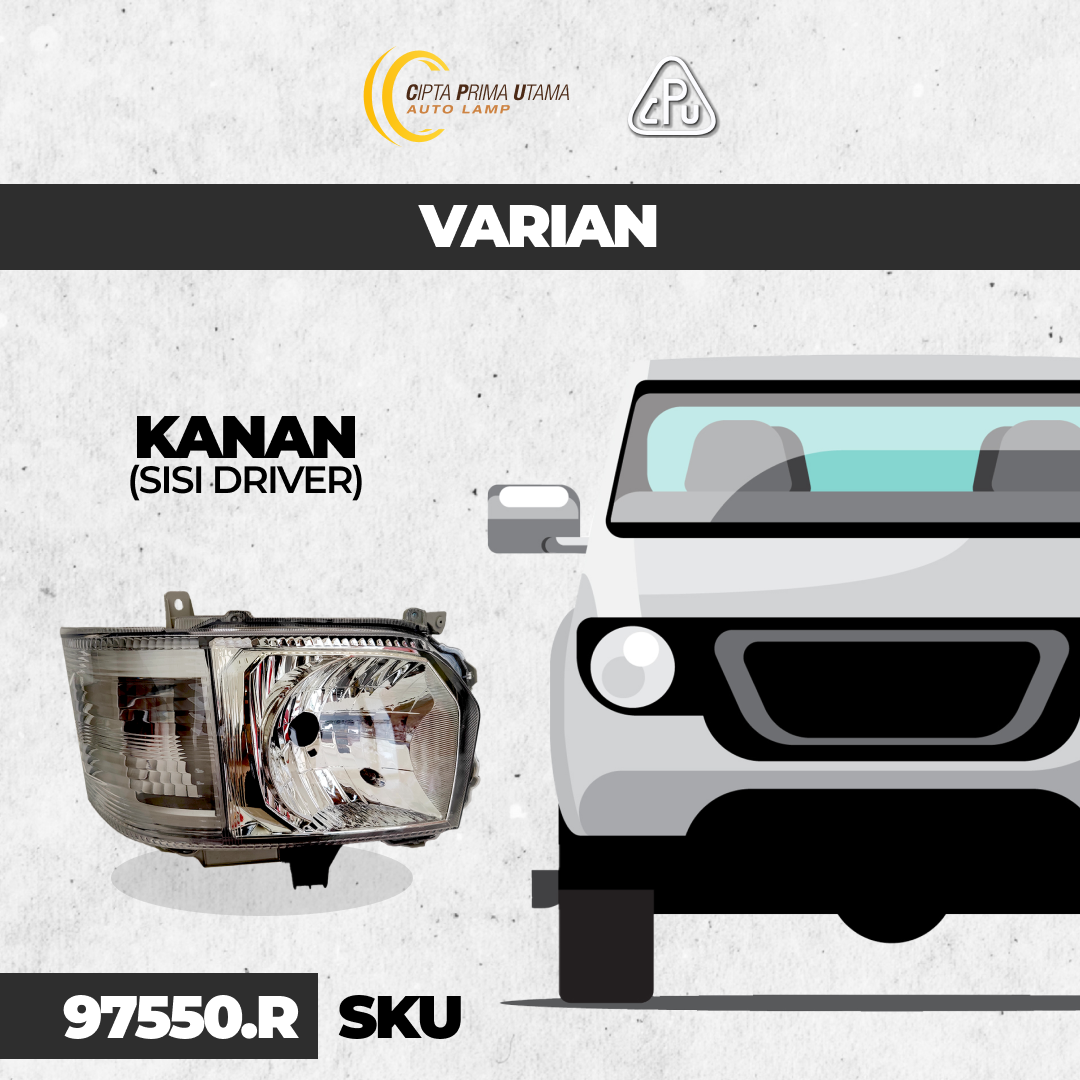 CIPTA PRIMA UTAMA
AUTO LAMP
CPU
VARIAN
KANAN
(SISI DRIVER)
97550.R SKU